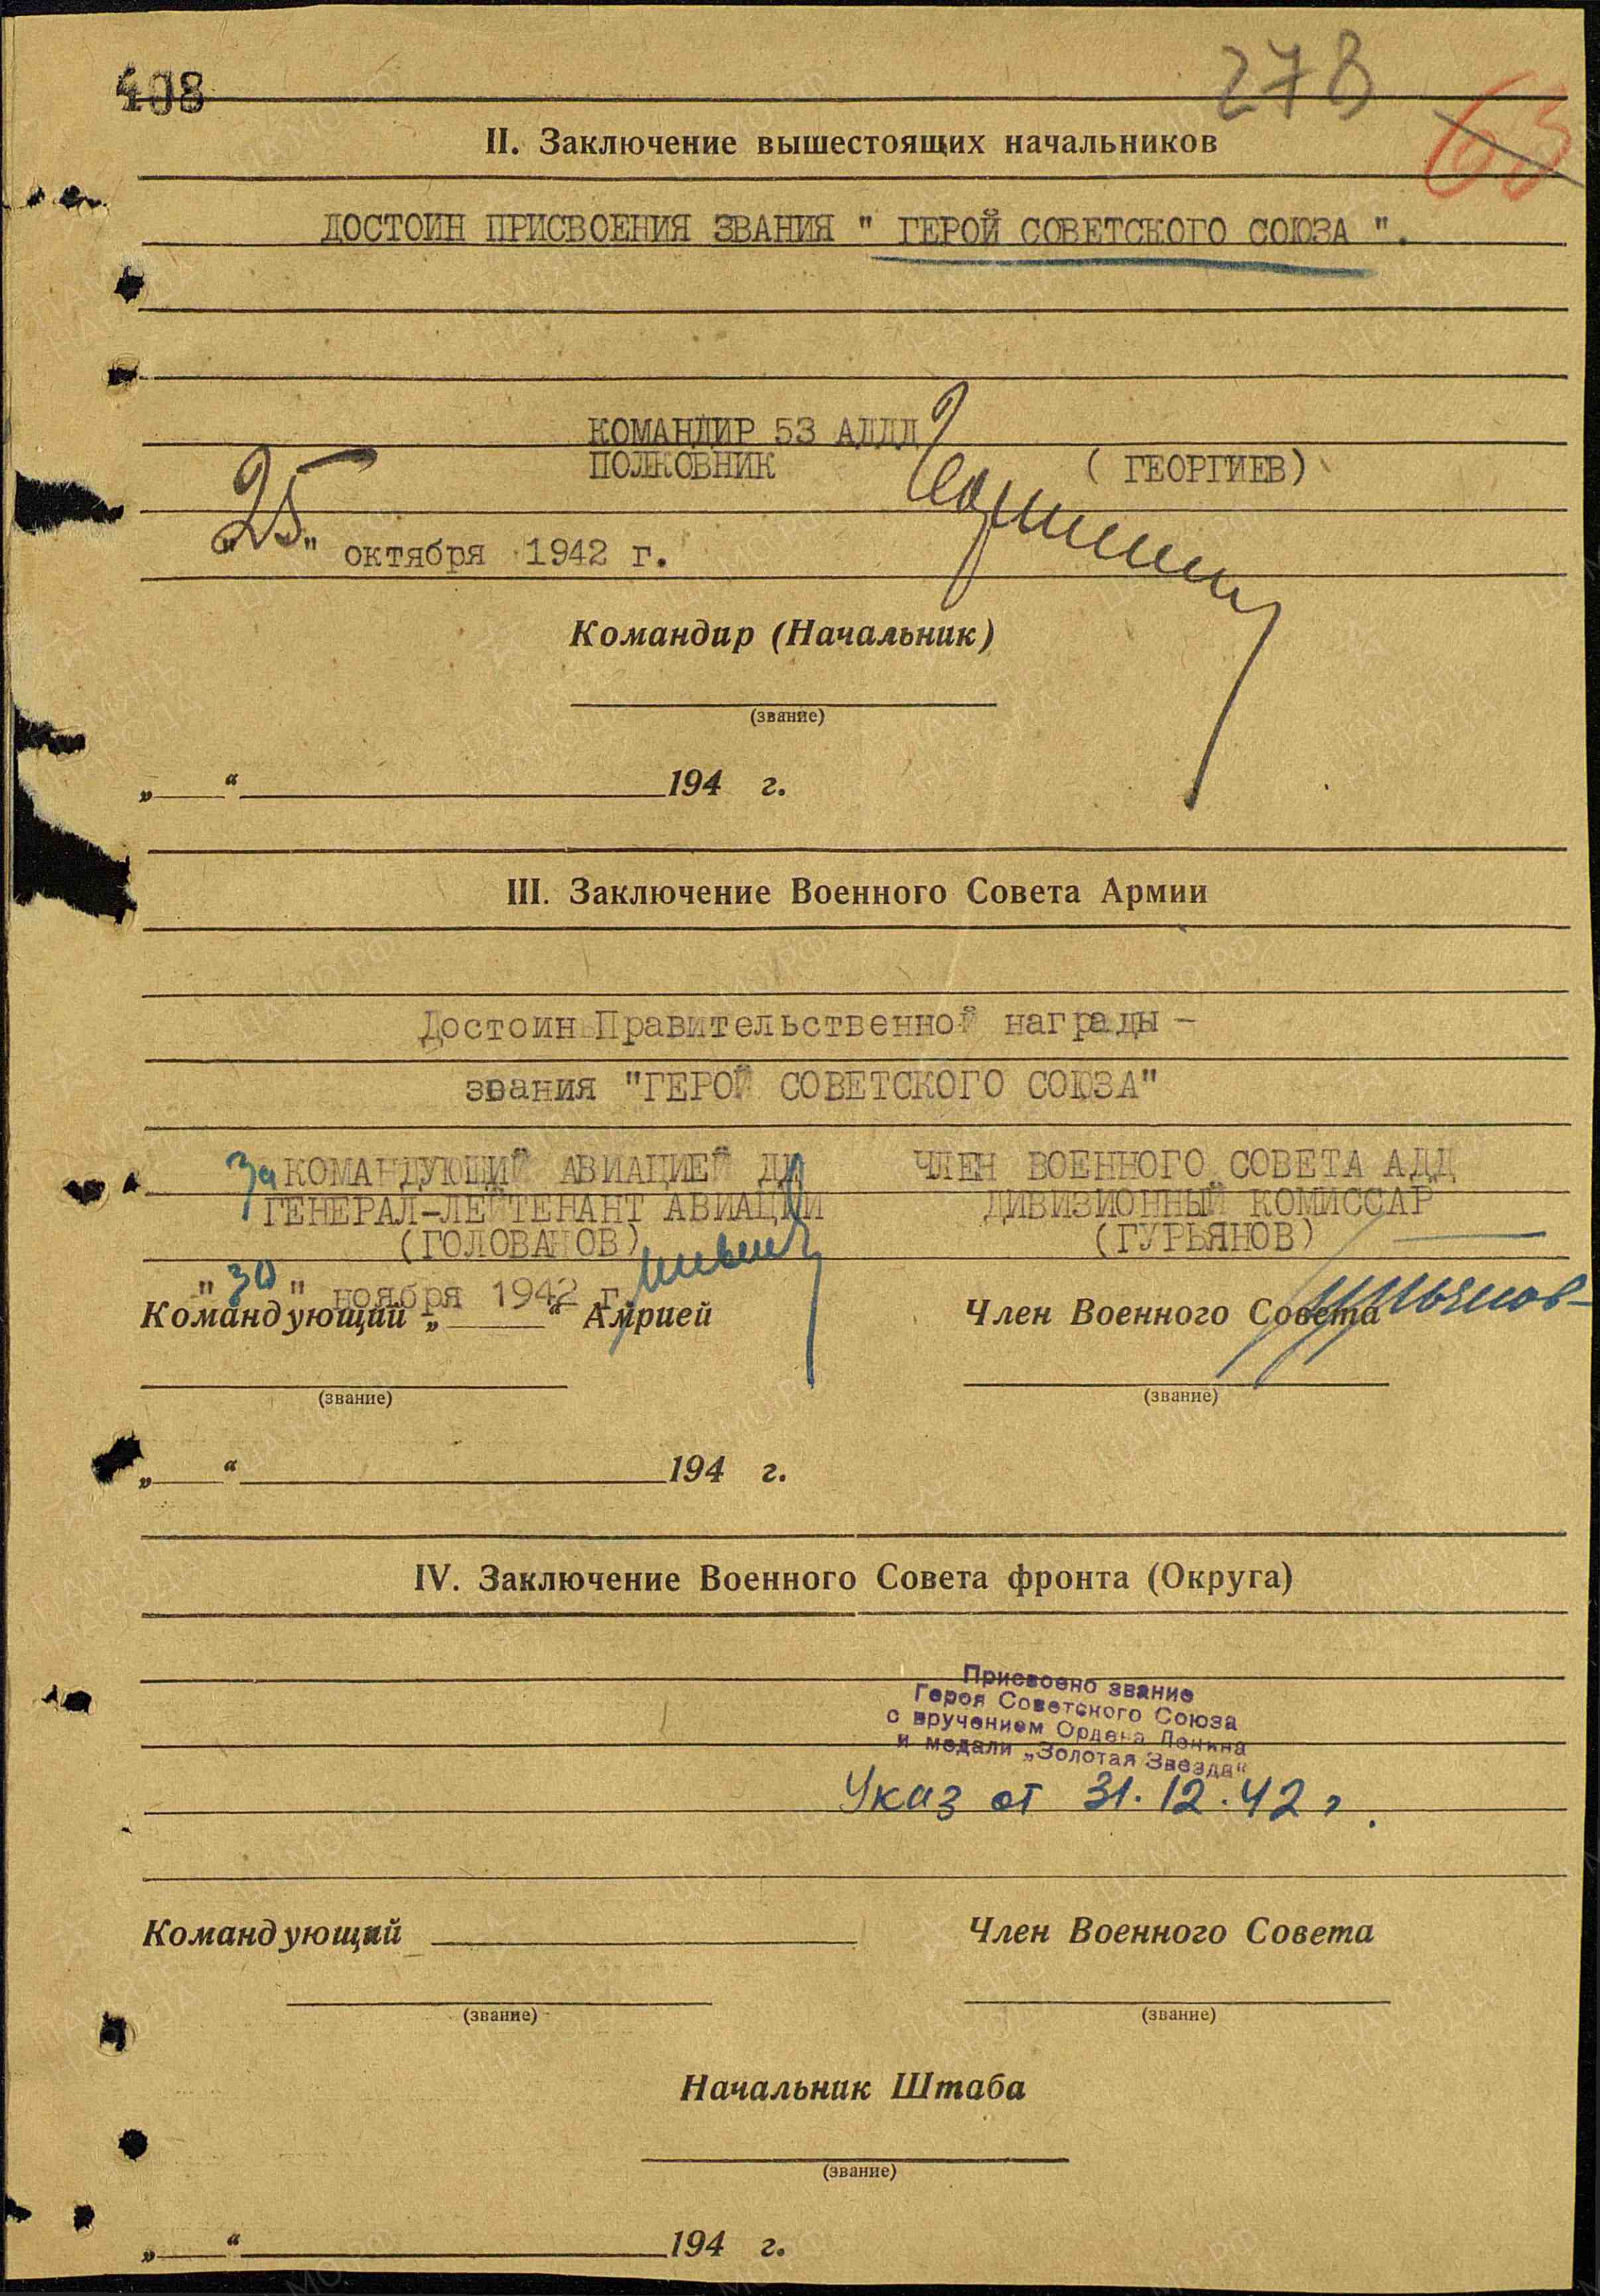 408
278
63
II. Заключение вышестоящих начальников
ДОСТОИН ПРИСВОЕНИЯ ЗВАНИЯ " ГЕРОЙ СОВЕТСКОГО СОЮЗА ".
КОМАНДИР 53 АДДД
ПОЛКОВНИК ( ГЕОРГИЕВ)
"25" октября 1942 г.
Командир (Начальник)
(звание)
„ “ 194 г.
III. Заключение Военного Совета Армии
Достоин Правительственной награды –
звания "ГЕРОЙ СОВЕТСКОГО СОЮЗА"
За КОМАНДУЮЩИЙ АВИАЦИЕЙ ДД ЧЛЕН ВОЕННОГО СОВЕТА АДД
ГЕНЕРАЛ-ЛЕЙТЕНАНТ АВИАЦИИ ДИВИЗИОННЫЙ КОМИССАР
(ГОЛОВАНОВ) (ГУРЬЯНОВ)
"30" ноября 1942 г.
Командующий „ “ Амрией Член Военного Совета
(звание) (звание)
„ “ 194 г.
IV. Заключение Военного Совета фронта (Округа)
Присвоено звание
Героя Советского Союза
с вручением Ордена Ленина
и медали „Золотая Звезда“
Указ от 31.12.42 г.
Командующий Член Военного Совета
(звание) (звание)
Начальник Штаба
(звание)
„ “ 194 г.